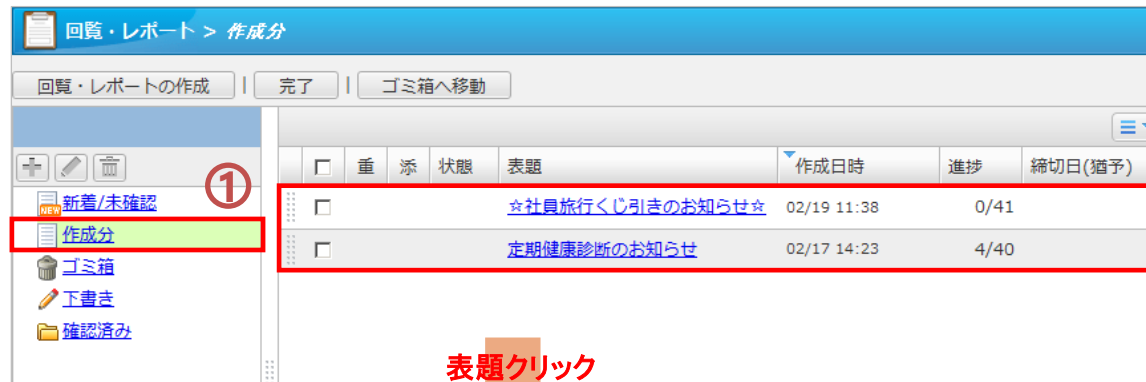 回覧・レポート > 作成分
回覧・レポートの作成 | 完了 | ゴミ箱へ移動
重 添 状態 表題 作成日時 進捗 締切日(猶予)
①
NEW 新着/未確認
作成分
ゴミ箱
下書き
確認済み
☆社員旅行くじ引きのお知らせ☆ 02/19 11:38 0/41
定期健康診断のお知らせ 02/17 14:23 4/40
表題クリック